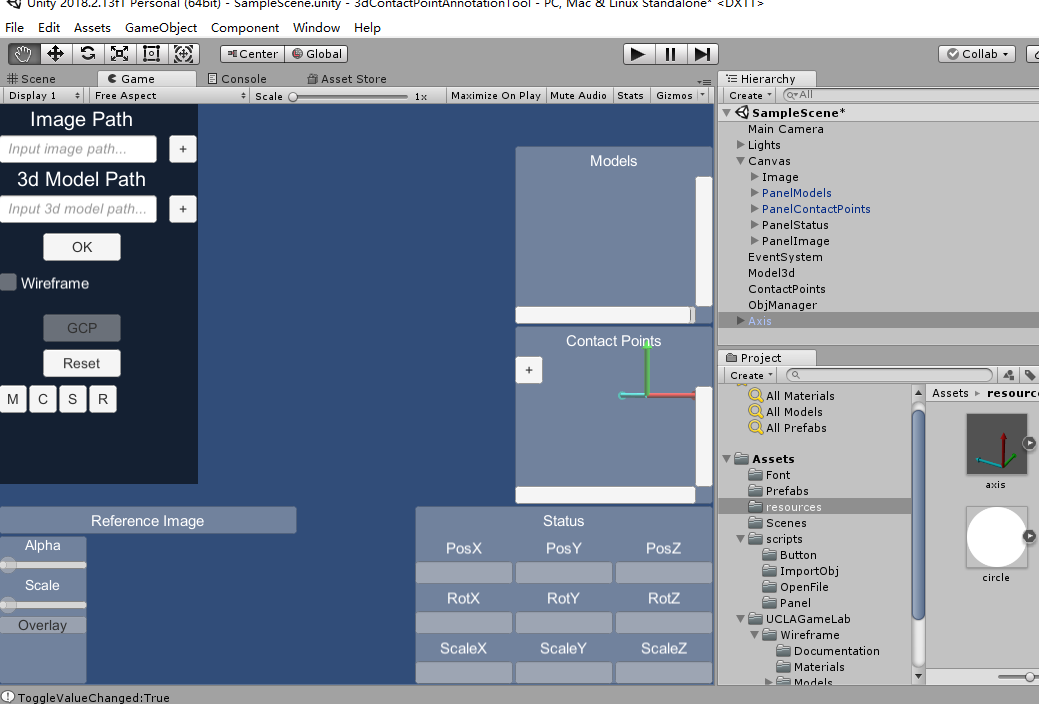 Unity 2018.2.13f1 Personal (64bit) - SampleScene.unity - 3dContactPointAnnotationTool - PC, Mac & Linux Standalone* <DX11>
File Edit Assets GameObject Component Window Help
Center Global Collab
Scene Game Console Asset Store
Display 1 Free Aspect Scale 1x Maximize On Play Mute Audio Stats Gizmos
Image Path
Input image path... +
3d Model Path
Input 3d model path... +
OK
Wireframe
GCP
Reset
M C S R
Models
Contact Points
+
Reference Image
Alpha
Scale
Overlay
Status
PosX PosY PosZ
RotX RotY RotZ
ScaleX ScaleY ScaleZ
Hierarchy
Create All
SampleScene*
Main Camera
Lights
Canvas
Image
PanelModels
PanelContactPoints
PanelStatus
PanelImage
EventSystem
Model3d
ContactPoints
ObjManager
Axis
Project
Create
All Materials
All Models
All Prefabs
Assets
Font
Prefabs
resources
Scenes
scripts
Button
ImportObj
OpenFile
Panel
UCLAGameLab
Wireframe
Documentation
Materials
Models
Assets
axis
circle
ToggleValueChanged:True